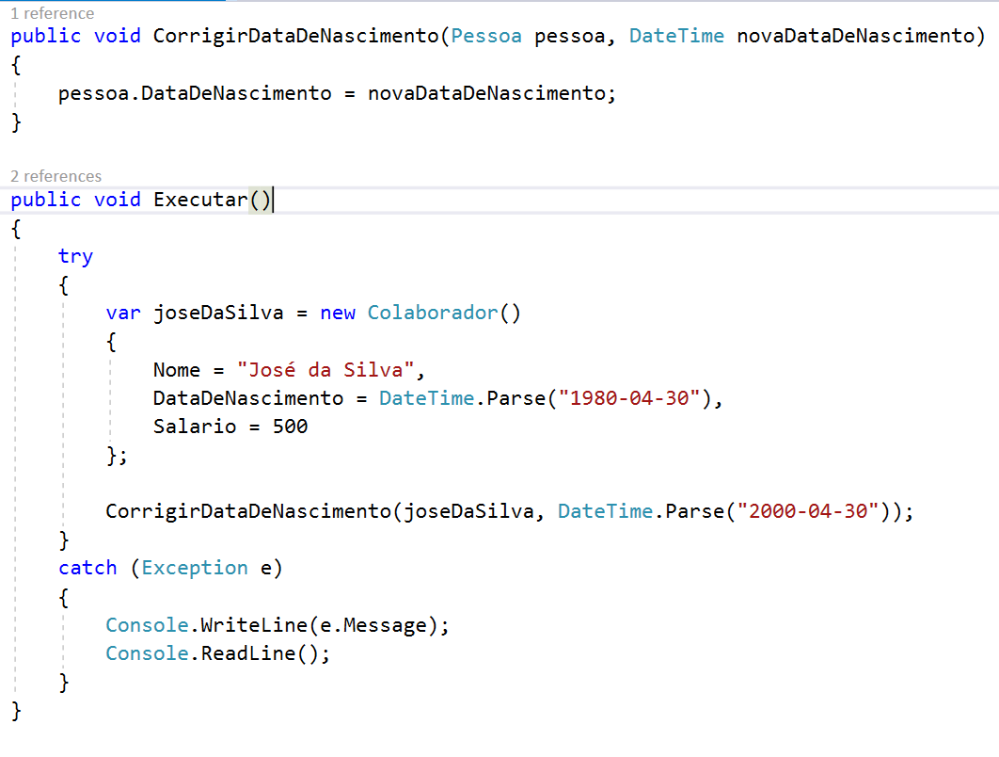 1 reference
public void CorrigirDataDeNascimento(Pessoa pessoa, DateTime novaDataDeNascimento)
{
    pessoa.DataDeNascimento = novaDataDeNascimento;
}
2 references
public void Executar()
{
    try
    {
        var joseDaSilva = new Colaborador()
        {
            Nome = "José da Silva",
            DataDeNascimento = DateTime.Parse("1980-04-30"),
            Salario = 500
        };
        CorrigirDataDeNascimento(joseDaSilva, DateTime.Parse("2000-04-30"));
    }
    catch (Exception e)
    {
        Console.WriteLine(e.Message);
        Console.ReadLine();
    }
}